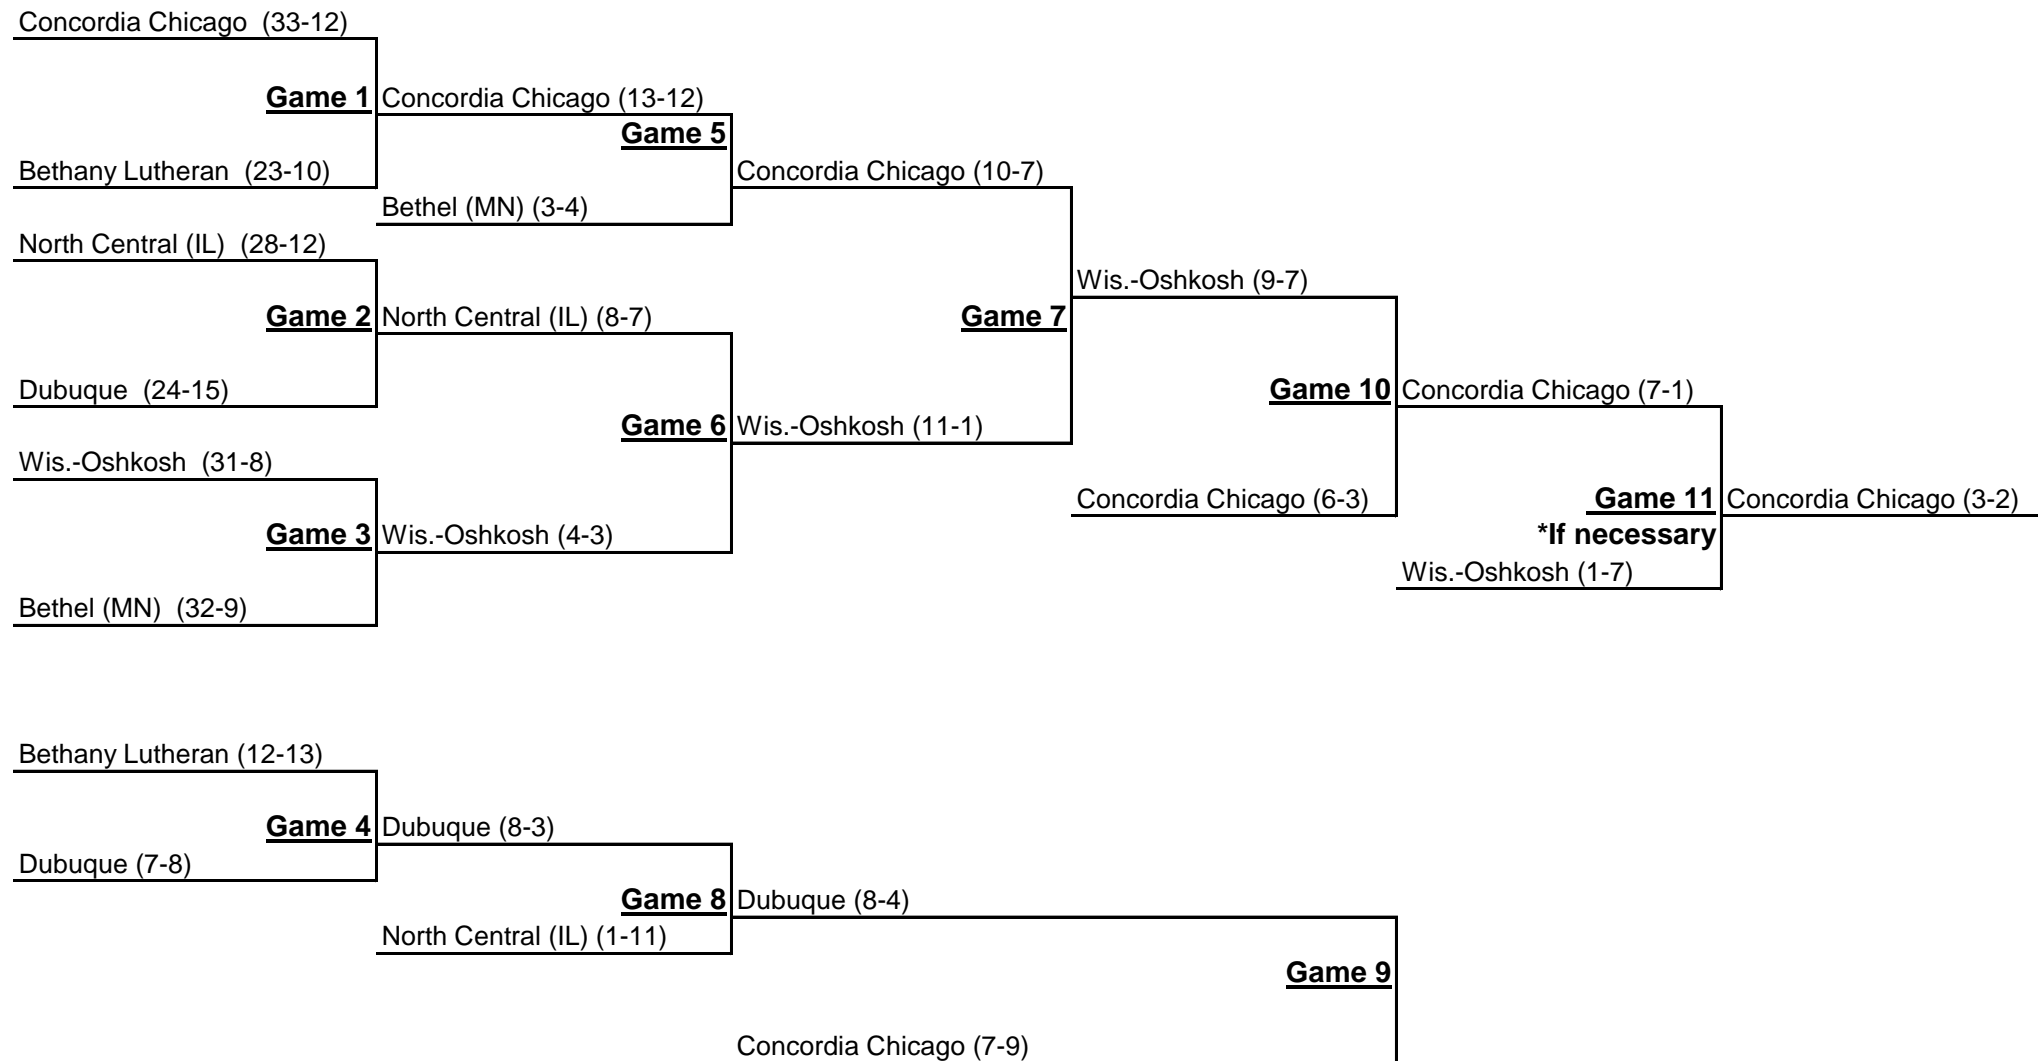 Concordia Chicago (33-12)
Game 1 Concordia Chicago (13-12)
Game 5
Bethany Lutheran (23-10)
Concordia Chicago (10-7)
Bethel (MN) (3-4)
North Central (IL) (28-12)
Wis.-Oshkosh (9-7)
Game 2 North Central (IL) (8-7)
Game 7
Dubuque (24-15)
Game 10 Concordia Chicago (7-1)
Game 6 Wis.-Oshkosh (11-1)
Wis.-Oshkosh (31-8)
Concordia Chicago (6-3)
Game 11 Concordia Chicago (3-2)
Game 3 Wis.-Oshkosh (4-3)
*If necessary
Wis.-Oshkosh (1-7)
Bethel (MN) (32-9)
Bethany Lutheran (12-13)
Game 4 Dubuque (8-3)
Dubuque (7-8)
Game 8 Dubuque (8-4)
North Central (IL) (1-11)
Game 9
Concordia Chicago (7-9)